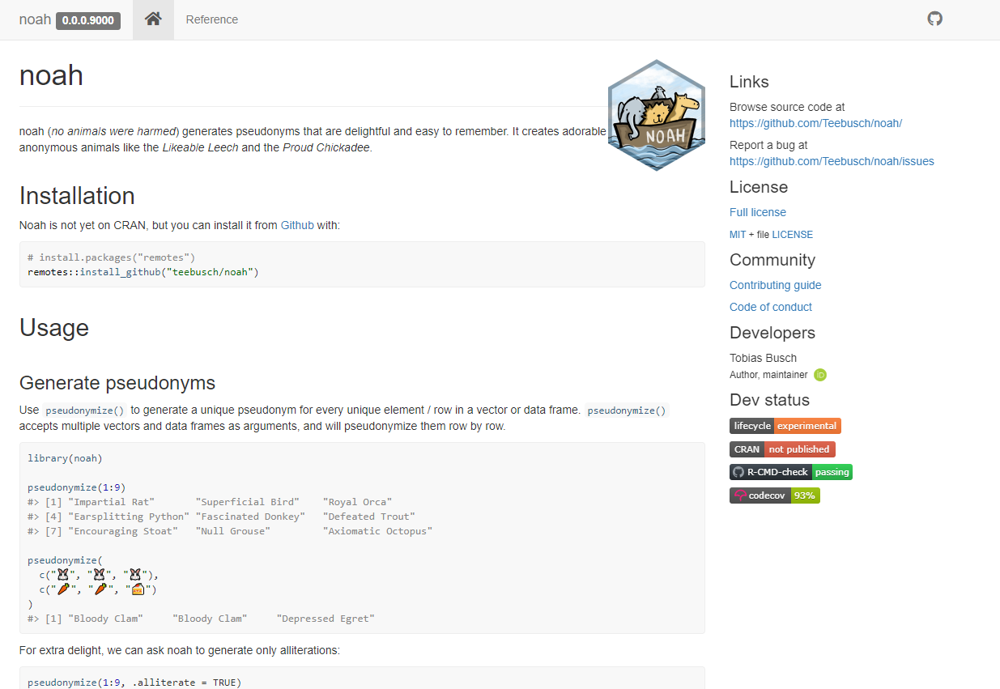 noah 0.0.0.9000 Reference
noah
NOAH
noah (no animals were harmed) generates pseudonyms that are delightful and easy to remember. It creates adorable
anonymous animals like the Likeable Leech and the Proud Chickadee.
Installation
Noah is not yet on CRAN, but you can install it from Github with:
# install.packages("remotes")
remotes::install_github("teebusch/noah")
Usage
Generate pseudonyms
Use pseudonymize() to generate a unique pseudonym for every unique element / row in a vector or data frame. pseudonymize()
accepts multiple vectors and data frames as arguments, and will pseudonymize them row by row.
library(noah)
pseudonymize(1:9)
#> [1] "Impartial Rat" "Superficial Bird" "Royal Orca"
#> [4] "Earsplitting Python" "Fascinated Donkey" "Defeated Trout"
#> [7] "Encouraging Stoat" "Null Grouse" "Axiomatic Octopus"
pseudonymize(
c("🐰", "🐰", "🐰"),
c("🥕", "🥕", "🧀")
)
#> [1] "Bloody Clam" "Bloody Clam" "Depressed Egret"
For extra delight, we can ask noah to generate only alliterations:
pseudonymize(1:9, .alliterate = TRUE)
Links
Browse source code at
https://github.com/Teebusch/noah/
Report a bug at
https://github.com/Teebusch/noah/issues
License
Full license
MIT + file LICENSE
Community
Contributing guide
Code of conduct
Developers
Tobias Busch
Author, maintainer iD
Dev status
lifecycle experimental
CRAN not published
R-CMD-check passing
codecov 93%